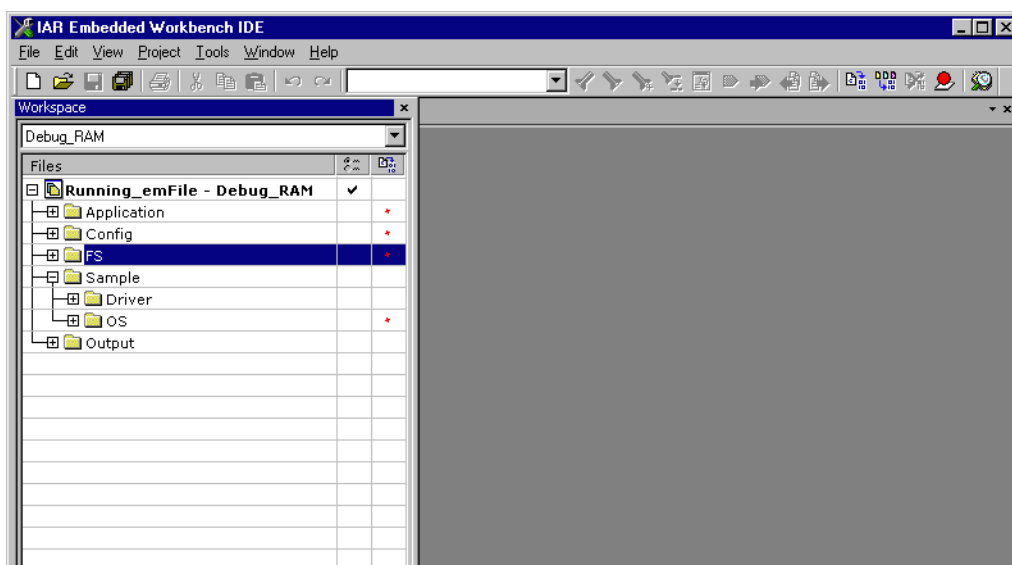 IAR Embedded Workbench IDE
File Edit View Project Tools Window Help
Workspace
Debug_RAM
Files
Running_emFile - Debug_RAM
Application
Config
FS
Sample
Driver
OS
Output